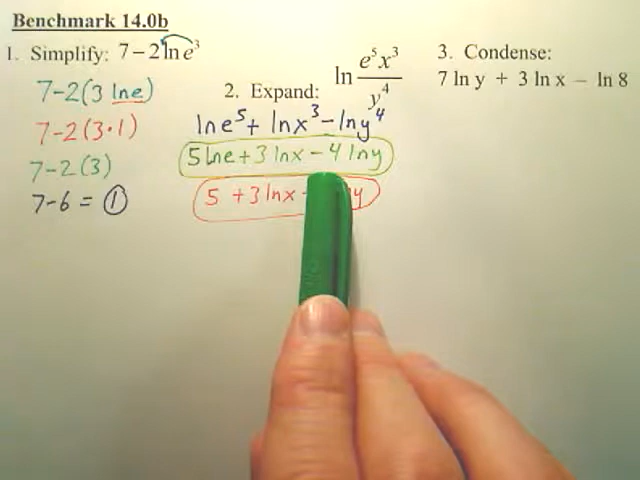 Benchmark 14.0b
1. Simplify: 7 – 2 ln e³
7-2(3 lne)
7-2(3·1)
7-2(3)
7-6 = 1
2. Expand: ln e⁵x³/y⁴
lne⁵ + lnx³ - lny⁴
5lne + 3lnx - 4lny
5 + 3lnx - y
3. Condense:
7 ln y + 3 ln x – ln 8